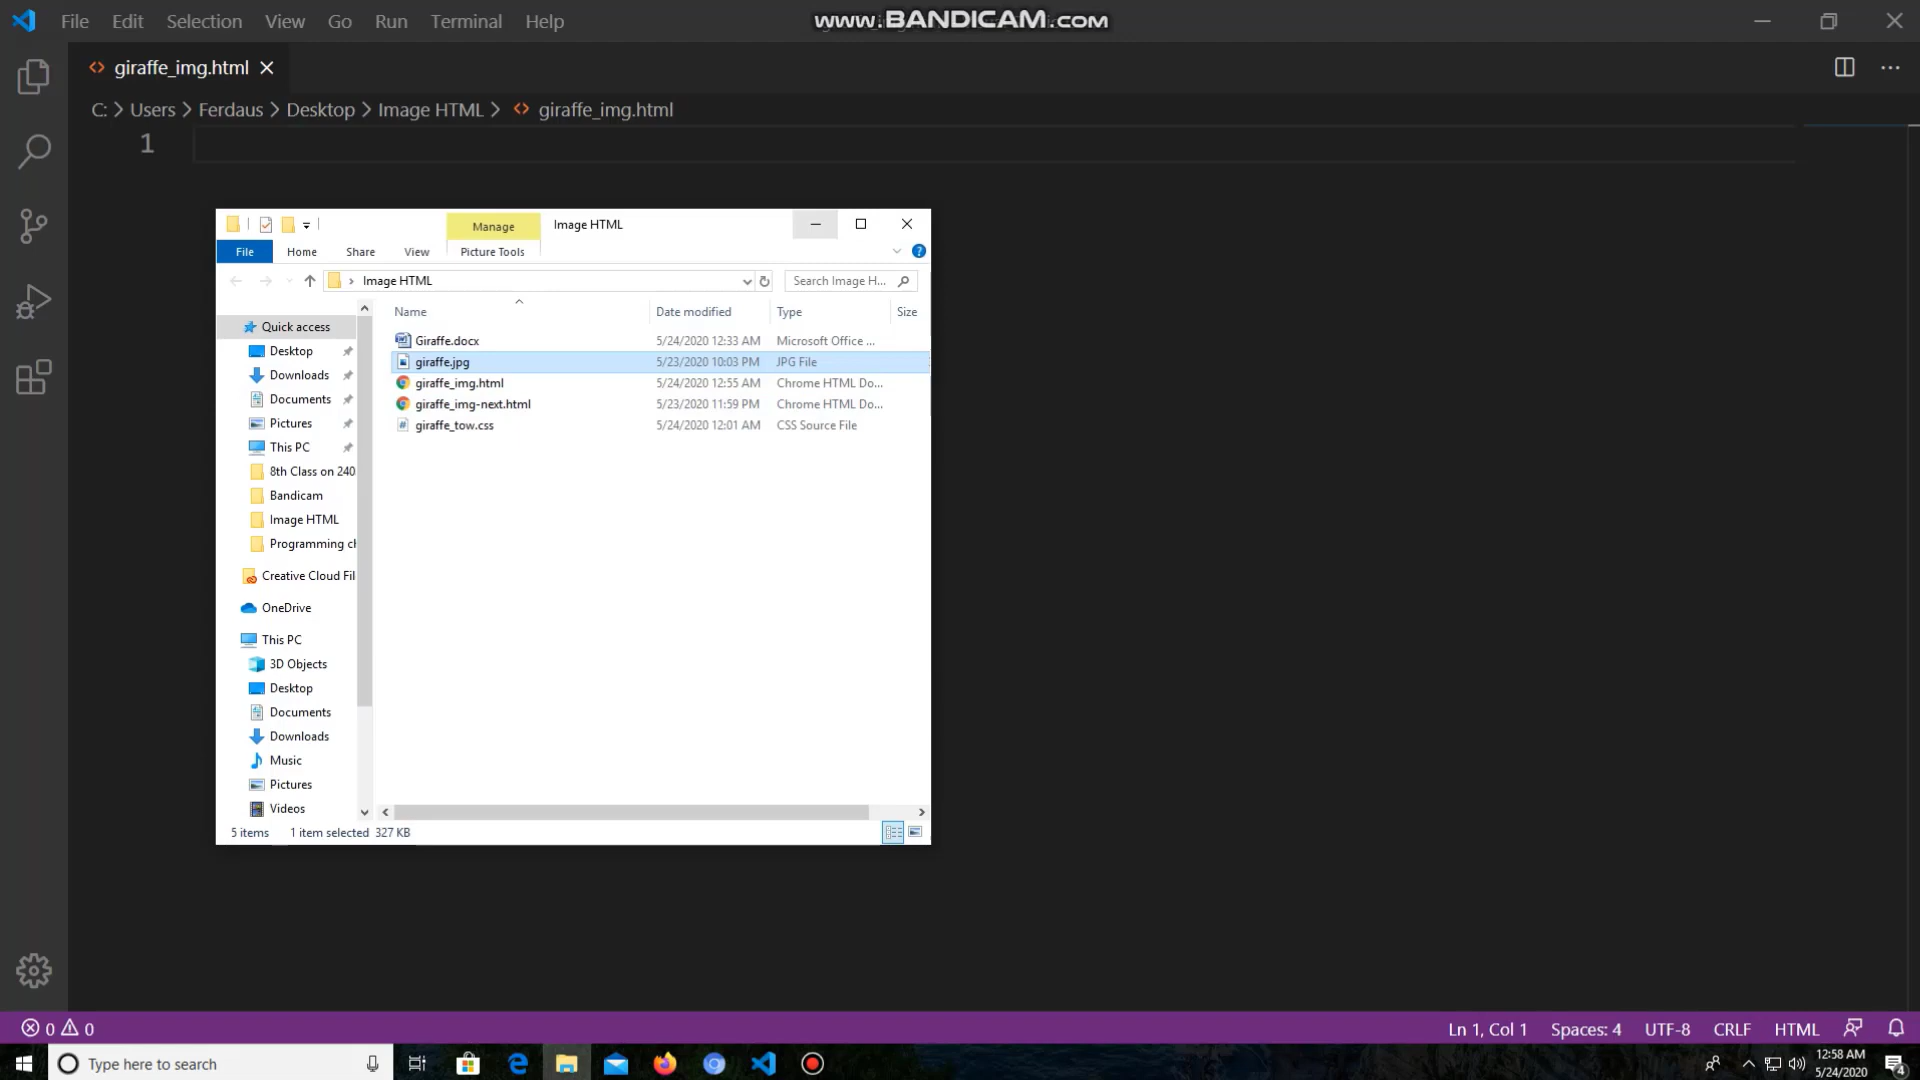 File Edit Selection View Go Run Terminal Help
www.BANDICAM.com
giraffe_img.html
C: > Users > Ferdaus > Desktop > Image HTML > giraffe_img.html
1
Manage Image HTML
File Home Share View Picture Tools
Image HTML
Search Image H...
Name Date modified Type Size
Giraffe.docx 5/24/2020 12:33 AM Microsoft Office ...
giraffe.jpg 5/23/2020 10:03 PM JPG File
giraffe_img.html 5/24/2020 12:55 AM Chrome HTML Do...
giraffe_img-next.html 5/23/2020 11:59 PM Chrome HTML Do...
giraffe_tow.css 5/24/2020 12:01 AM CSS Source File
Quick access
Desktop
Downloads
Documents
Pictures
This PC
8th Class on 240
Bandicam
Image HTML
Programming ch
Creative Cloud Fil
OneDrive
This PC
3D Objects
Desktop
Documents
Downloads
Music
Pictures
Videos
5 items 1 item selected 327 KB
0 0
Ln 1, Col 1 Spaces: 4 UTF-8 CRLF HTML
Type here to search
12:58 AM
5/24/2020
4